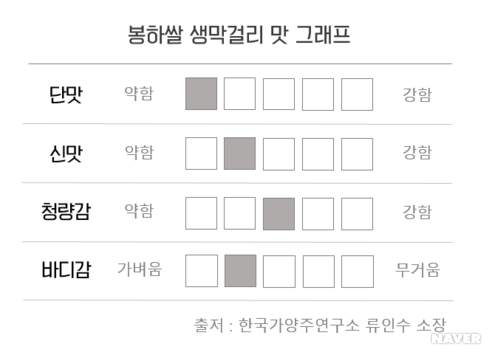 봉하쌀 생막걸리 맛 그래프
단맛 약함 강함
신맛 약함 강함
청량감 약함 강함
바디감 가벼움 무거움
출저 : 한국가양주연구소 류인수 소장
NAVER